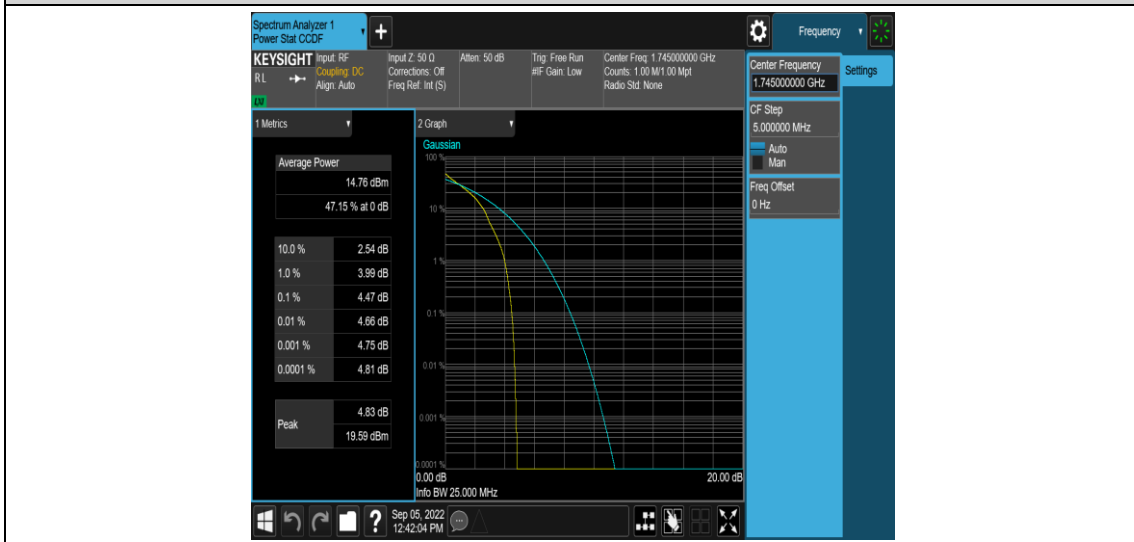 Spectrum Analyzer 1
Power Stat CCDF
Frequency
KEYSIGHT
RL
LXI
Input: RF
Coupling: DC
Align: Auto
Input Z: 50 Ω
Corrections: Off
Freq Ref: Int (S)
Atten: 50 dB
Trig: Free Run
#IF Gain: Low
Center Freq: 1.745000000 GHz
Counts: 1.00 M/1.00 Mpt
Radio Std: None
Center Frequency
1.745000000 GHz
Settings
CF Step
5.000000 MHz
Auto
Man
Freq Offset
0 Hz
1 Metrics
Average Power
14.76 dBm
47.15 % at 0 dB
10.0 % 2.54 dB
1.0 % 3.99 dB
0.1 % 4.47 dB
0.01 % 4.66 dB
0.001 % 4.75 dB
0.0001 % 4.81 dB
Peak 4.83 dB
19.59 dBm
2 Graph
Gaussian
100 %
10 %
1 %
0.1 %
0.01 %
0.001 %
0.0001 %
0.00 dB 20.00 dB
Info BW 25.000 MHz
?
Sep 05, 2022
12:42:04 PM